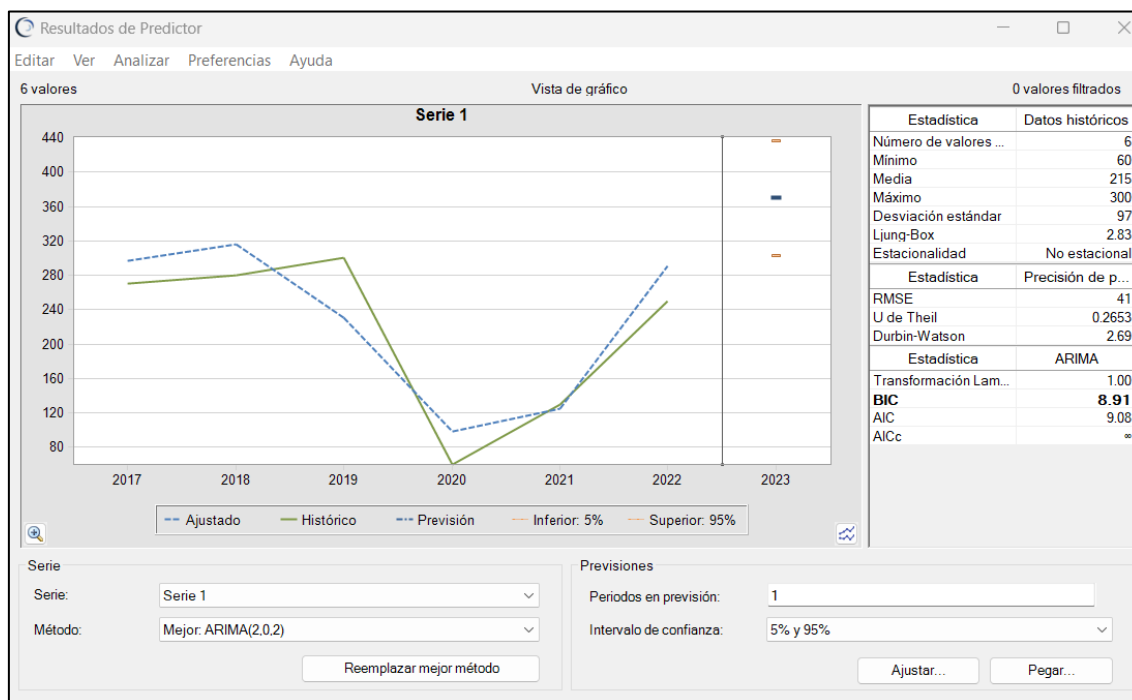 Resultados de Predictor
Editar Ver Analizar Preferencias Ayuda
6 valores Vista de gráfico 0 valores filtrados
Serie 1
440
400
360
320
280
240
200
160
120
80
2017 2018 2019 2020 2021 2022 2023
Ajustado Histórico Previsión Inferior: 5% Superior: 95%
Estadística Datos históricos
Número de valores ... 6
Mínimo 60
Media 215
Máximo 300
Desviación estándar 97
Ljung-Box 2.83
Estacionalidad No estacional
Estadística Precisión de p...
RMSE 41
U de Theil 0.2653
Durbin-Watson 2.69
Estadística ARIMA
Transformación Lam... 1.00
BIC 8.91
AIC 9.08
AICc ∞
Serie
Serie: Serie 1
Método: Mejor: ARIMA(2,0,2)
Reemplazar mejor método
Previsiones
Periodos en previsión: 1
Intervalo de confianza: 5% y 95%
Ajustar... Pegar...